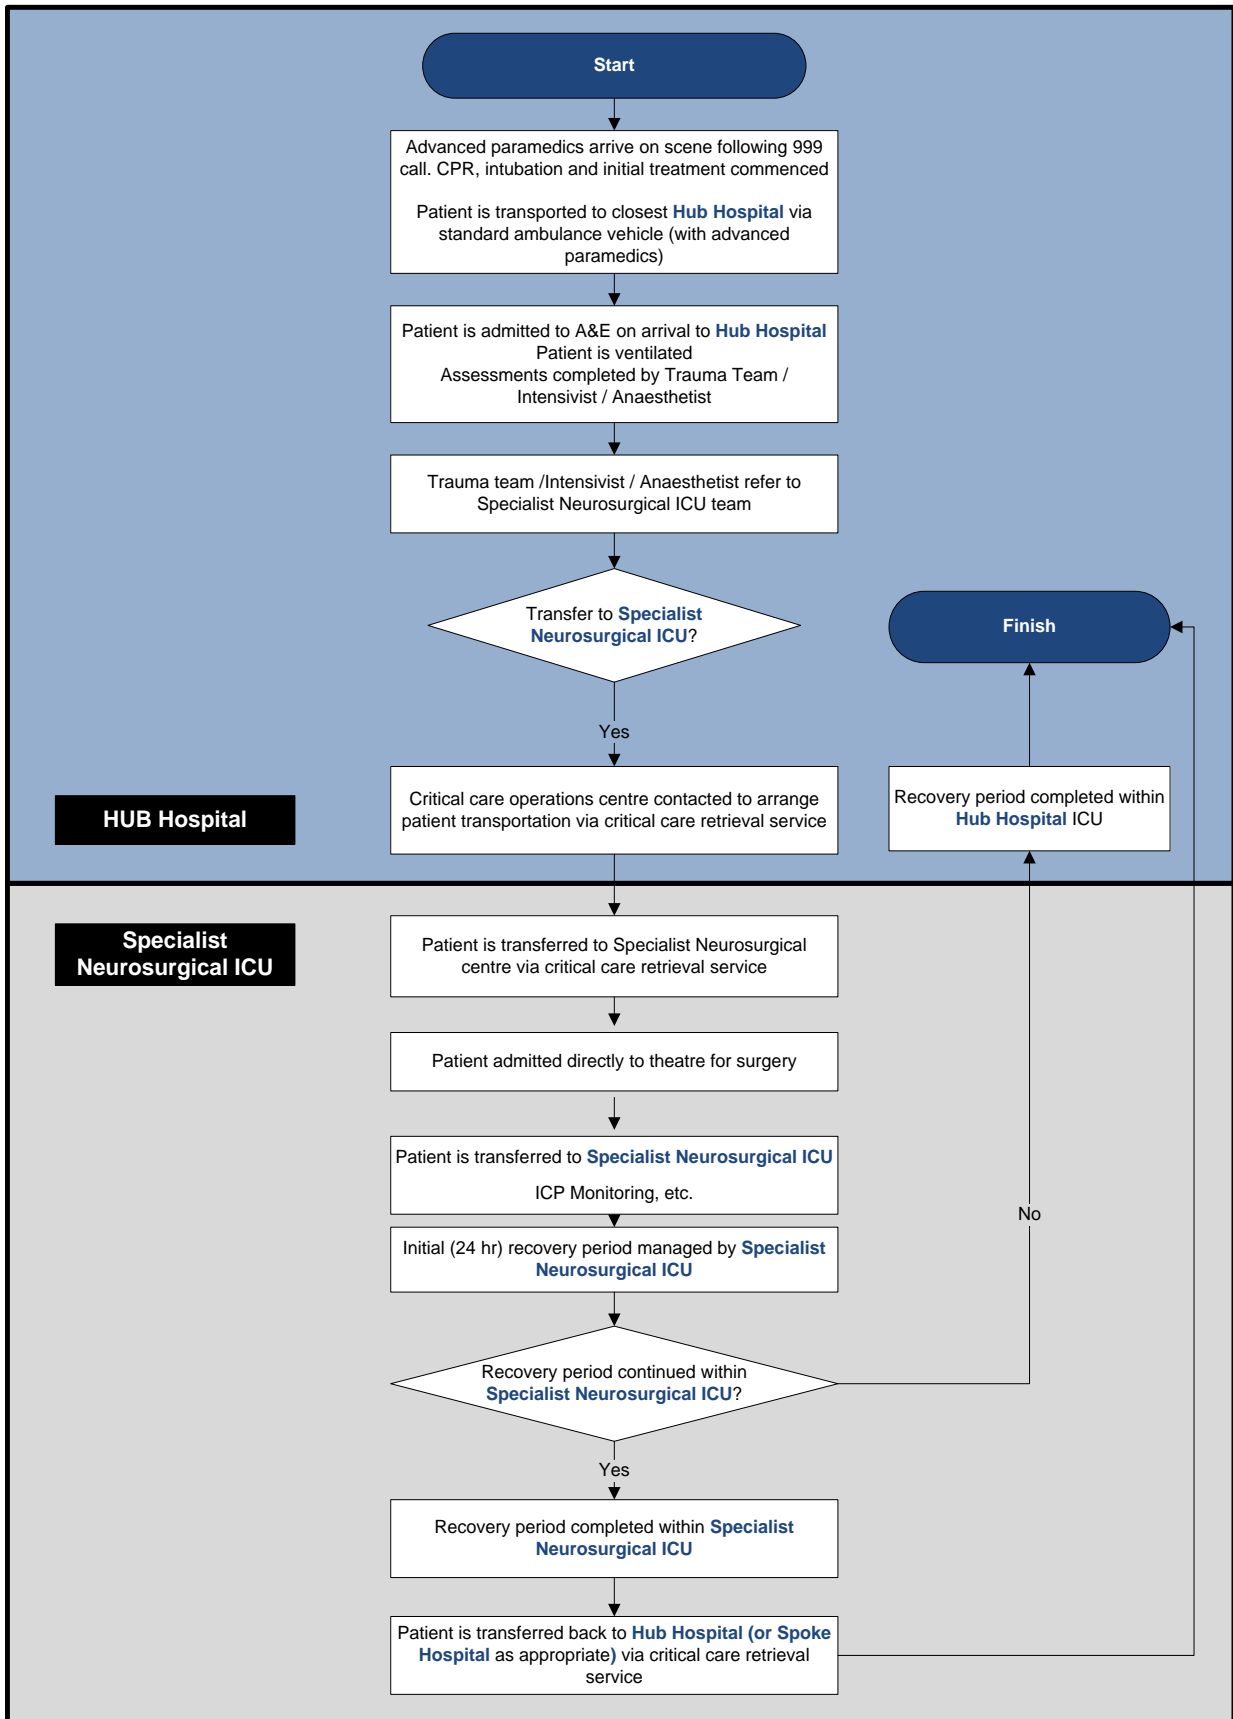 Start
Advanced paramedics arrive on scene following 999
call. CPR, intubation and initial treatment commenced
Patient is transported to closest Hub Hospital via
standard ambulance vehicle (with advanced
paramedics)
Patient is admitted to A&E on arrival to Hub Hospital
Patient is ventilated
Assessments completed by Trauma Team /
Intensivist / Anaesthetist
Trauma team /Intensivist / Anaesthetist refer to
Specialist Neurosurgical ICU team
Transfer to Specialist
Neurosurgical ICU?
Finish
Yes
Critical care operations centre contacted to arrange
patient transportation via critical care retrieval service
Recovery period completed within
Hub Hospital ICU
HUB Hospital
Specialist
Neurosurgical ICU
Patient is transferred to Specialist Neurosurgical
centre via critical care retrieval service
Patient admitted directly to theatre for surgery
Patient is transferred to Specialist Neurosurgical ICU
ICP Monitoring, etc.
No
Initial (24 hr) recovery period managed by Specialist
Neurosurgical ICU
Recovery period continued within
Specialist Neurosurgical ICU?
Yes
Recovery period completed within Specialist
Neurosurgical ICU
Patient is transferred back to Hub Hospital (or Spoke
Hospital as appropriate) via critical care retrieval
service